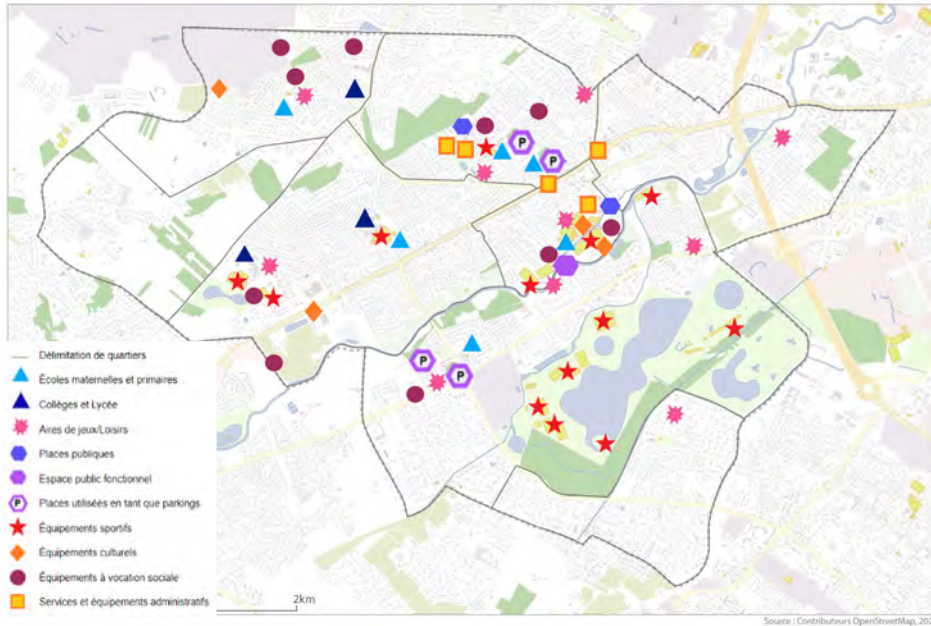 P
P
P
P
Délimitation de quartiers
Écoles maternelles et primaires
Collèges et Lycée
Aires de jeux/Loisirs
Places publiques
Espace public fonctionnel
P
Places utilisées en tant que parkings
Équipements sportifs
Équipements culturels
Équipements à vocation sociale
Services et équipements administratifs
2km
Source : Contributeurs OpenStreetMap,